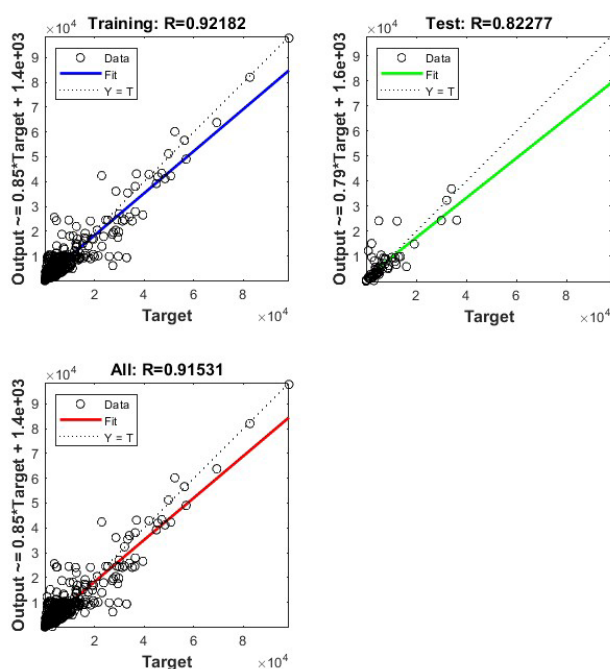 Training: R=0.92182
×10⁴
Output ~= 0.85*Target + 1.4e+03
9
8
7
6
5
4
3
2
1
Data
Fit
Y = T
2 4 6 8
Target
×10⁴
Test: R=0.82277
×10⁴
Output ~= 0.79*Target + 1.6e+03
9
8
7
6
5
4
3
2
1
Data
Fit
Y = T
2 4 6 8
Target
×10⁴
All: R=0.91531
×10⁴
Output ~= 0.85*Target + 1.4e+03
9
8
7
6
5
4
3
2
1
Data
Fit
Y = T
2 4 6 8
Target
×10⁴